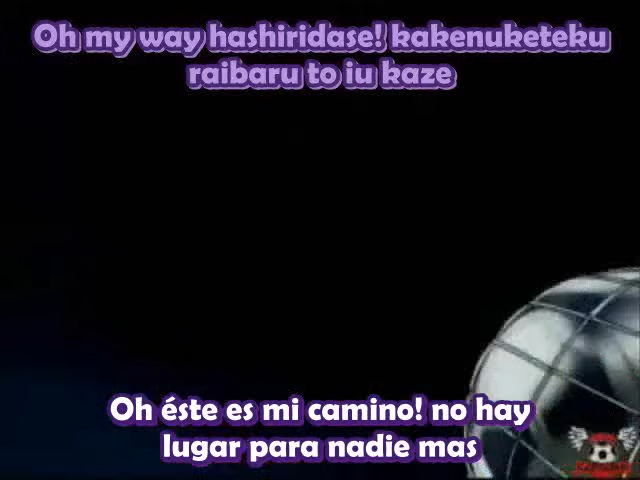 Oh my way hashiridase! kakenuketeku
raibaru to iu kaze
Oh éste es mi camino! no hay
lugar para nadie mas